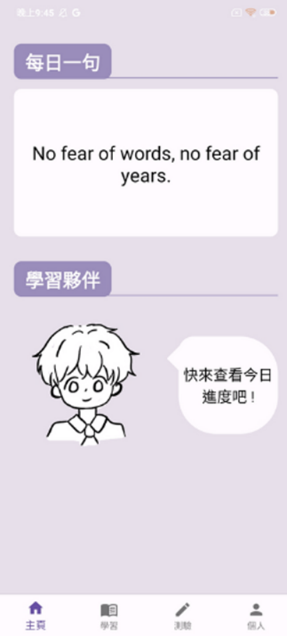 晚上9:45
每日一句
No fear of words, no fear of
years.
學習夥伴
快來查看今日
進度吧！
主頁
學習
測驗
個人